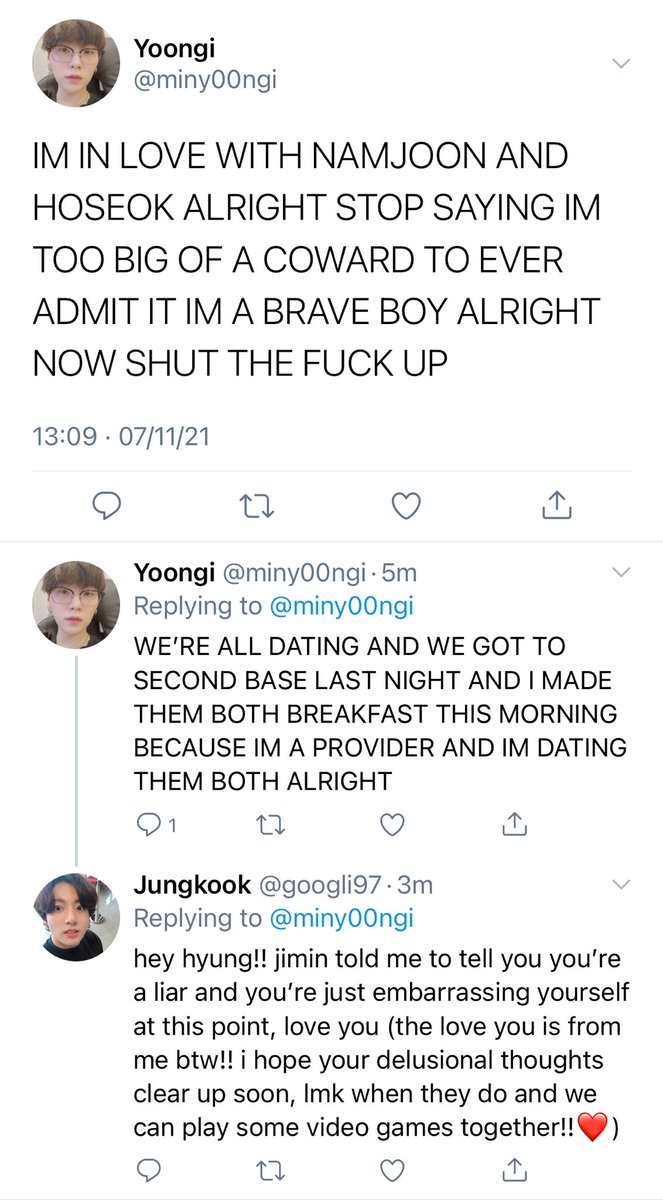 Yoongi
@miny00ngi
IM IN LOVE WITH NAMJOON AND
HOSEOK ALRIGHT STOP SAYING IM
TOO BIG OF A COWARD TO EVER
ADMIT IT IM A BRAVE BOY ALRIGHT
NOW SHUT THE FUCK UP
13:09 · 07/11/21
Yoongi @miny00ngi · 5m
Replying to @miny00ngi
WE’RE ALL DATING AND WE GOT TO
SECOND BASE LAST NIGHT AND I MADE
THEM BOTH BREAKFAST THIS MORNING
BECAUSE IM A PROVIDER AND IM DATING
THEM BOTH ALRIGHT
1
Jungkook @googli97 · 3m
Replying to @miny00ngi
hey hyung!! jimin told me to tell you you’re
a liar and you’re just embarrassing yourself
at this point, love you (the love you is from
me btw!! i hope your delusional thoughts
clear up soon, lmk when they do and we
can play some video games together!!❤️)